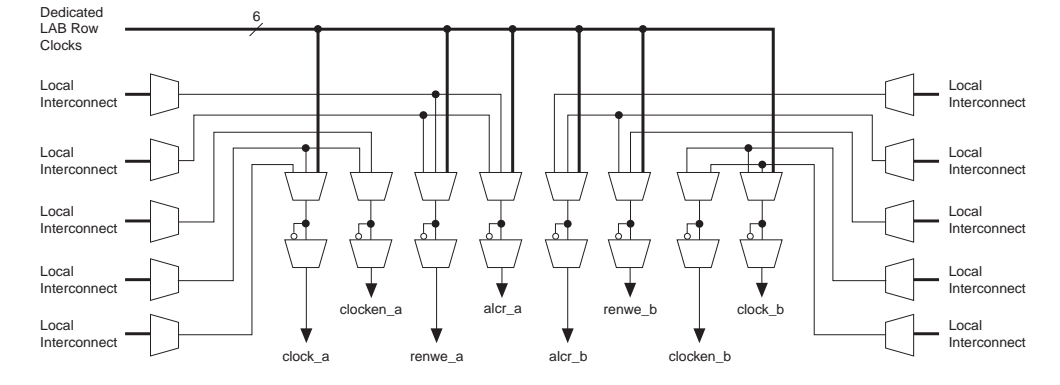 Dedicated
LAB Row
Clocks
6
Local
Interconnect
Local
Interconnect
Local
Interconnect
Local
Interconnect
Local
Interconnect
Local
Interconnect
Local
Interconnect
Local
Interconnect
Local
Interconnect
Local
Interconnect
clocken_a
alcr_a
renwe_b
clock_b
clock_a
renwe_a
alcr_b
clocken_b